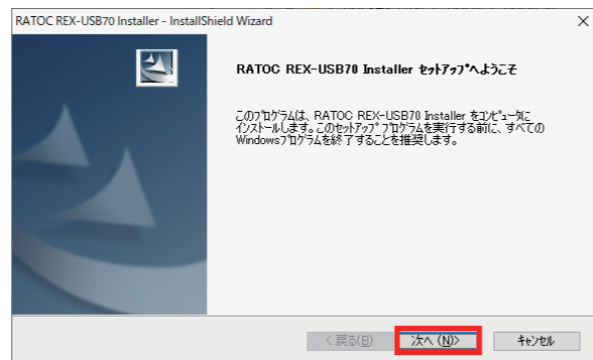 RATOC REX-USB70 Installer - InstallShield Wizard
RATOC REX-USB70 Installer セットアップへようこそ
このプログラムは、RATOC REX-USB70 Installer をコンピュータに
インストールします。このセットアップ プログラムを実行する前に、すべての
Windowsプログラムを終了することを推奨します。
< 戻る(B)
次へ (N)>
キャンセル